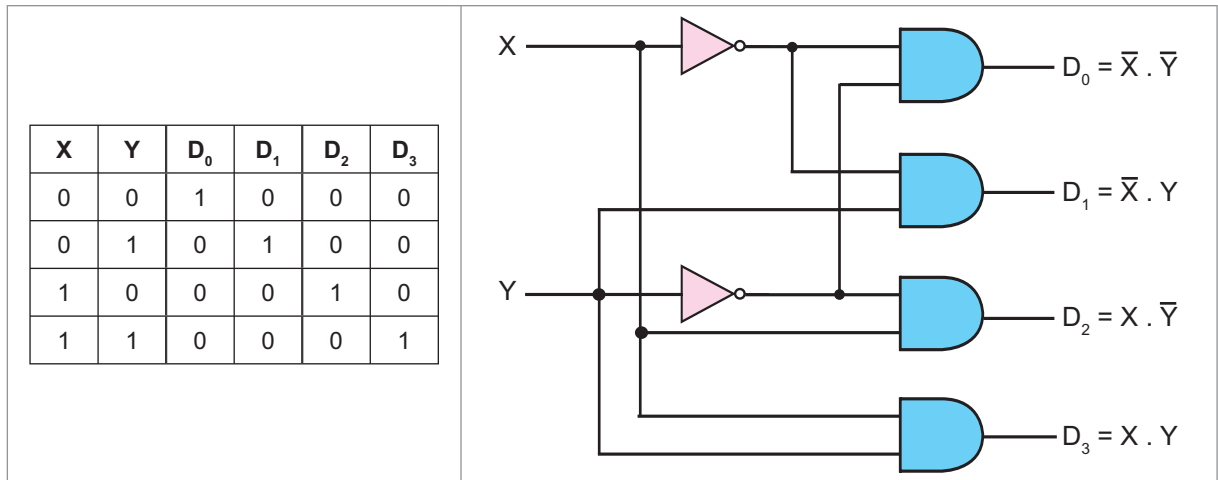 X Y D₀ D₁ D₂ D₃
0 0 1 0 0 0
0 1 0 1 0 0
1 0 0 0 1 0
1 1 0 0 0 1
X
Y
D₀ = X̅ . Y̅
D₁ = X̅ . Y
D₂ = X . Y̅
D₃ = X . Y